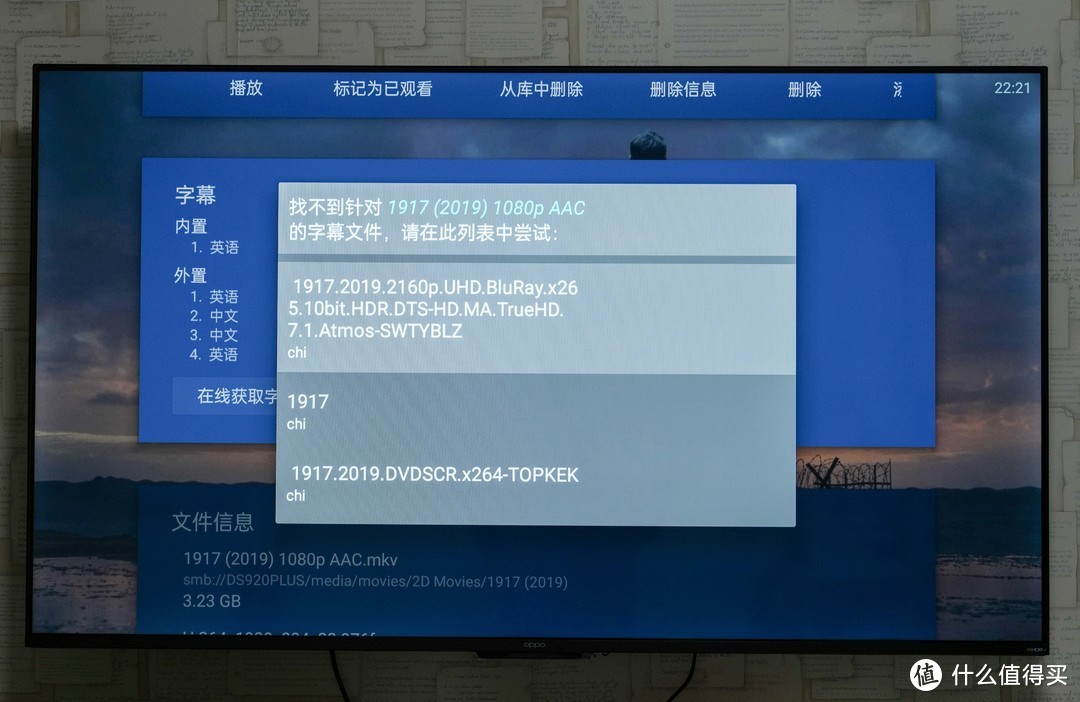 播放 标记为已观看 从库中删除 删除信息 删除
22:21
字幕
内置
1. 英语
外置
1. 英语
2. 中文
3. 中文
4. 英语
在线获取字
找不到针对 1917 (2019) 1080p AAC
的字幕文件，请在此列表中尝试：
1917.2019.2160p.UHD.BluRay.x26
5.10bit.HDR.DTS-HD.MA.TrueHD.
7.1.Atmos-SWTYBLZ
chi
1917
chi
1917.2019.DVDSCR.x264-TOPKEK
chi
文件信息
1917 (2019) 1080p AAC.mkv
smb://DS920PLUS/media/movies/2D Movies/1917 (2019)
3.23 GB
oppo
值 什么值得买